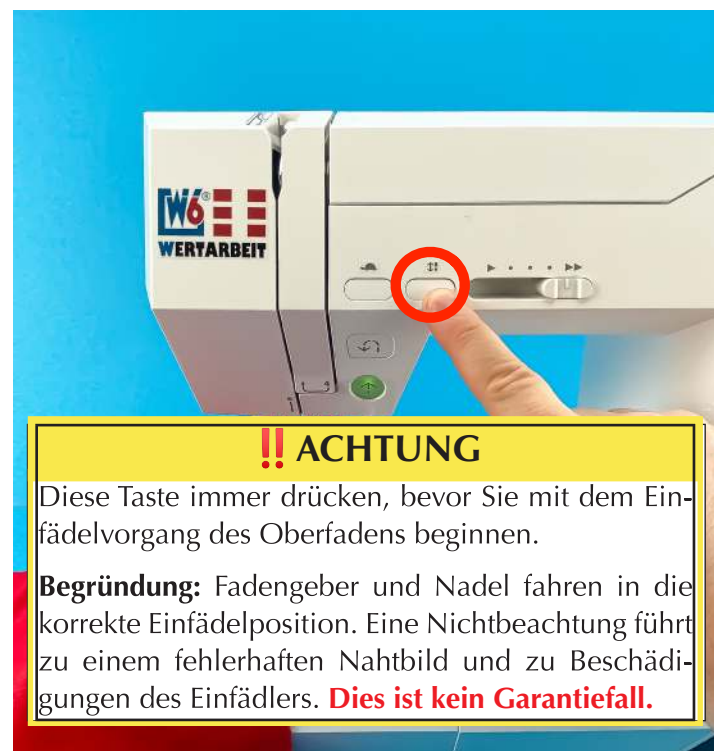 W6®
WERTARBEIT
‼ ACHTUNG
Diese Taste immer drücken, bevor Sie mit dem Ein-
fädelvorgang des Oberfadens beginnen.
Begründung: Fadengeber und Nadel fahren in die
korrekte Einfädelposition. Eine Nichtbeachtung führt
zu einem fehlerhaften Nahtbild und zu Beschädi-
gungen des Einfädlers. Dies ist kein Garantiefall.